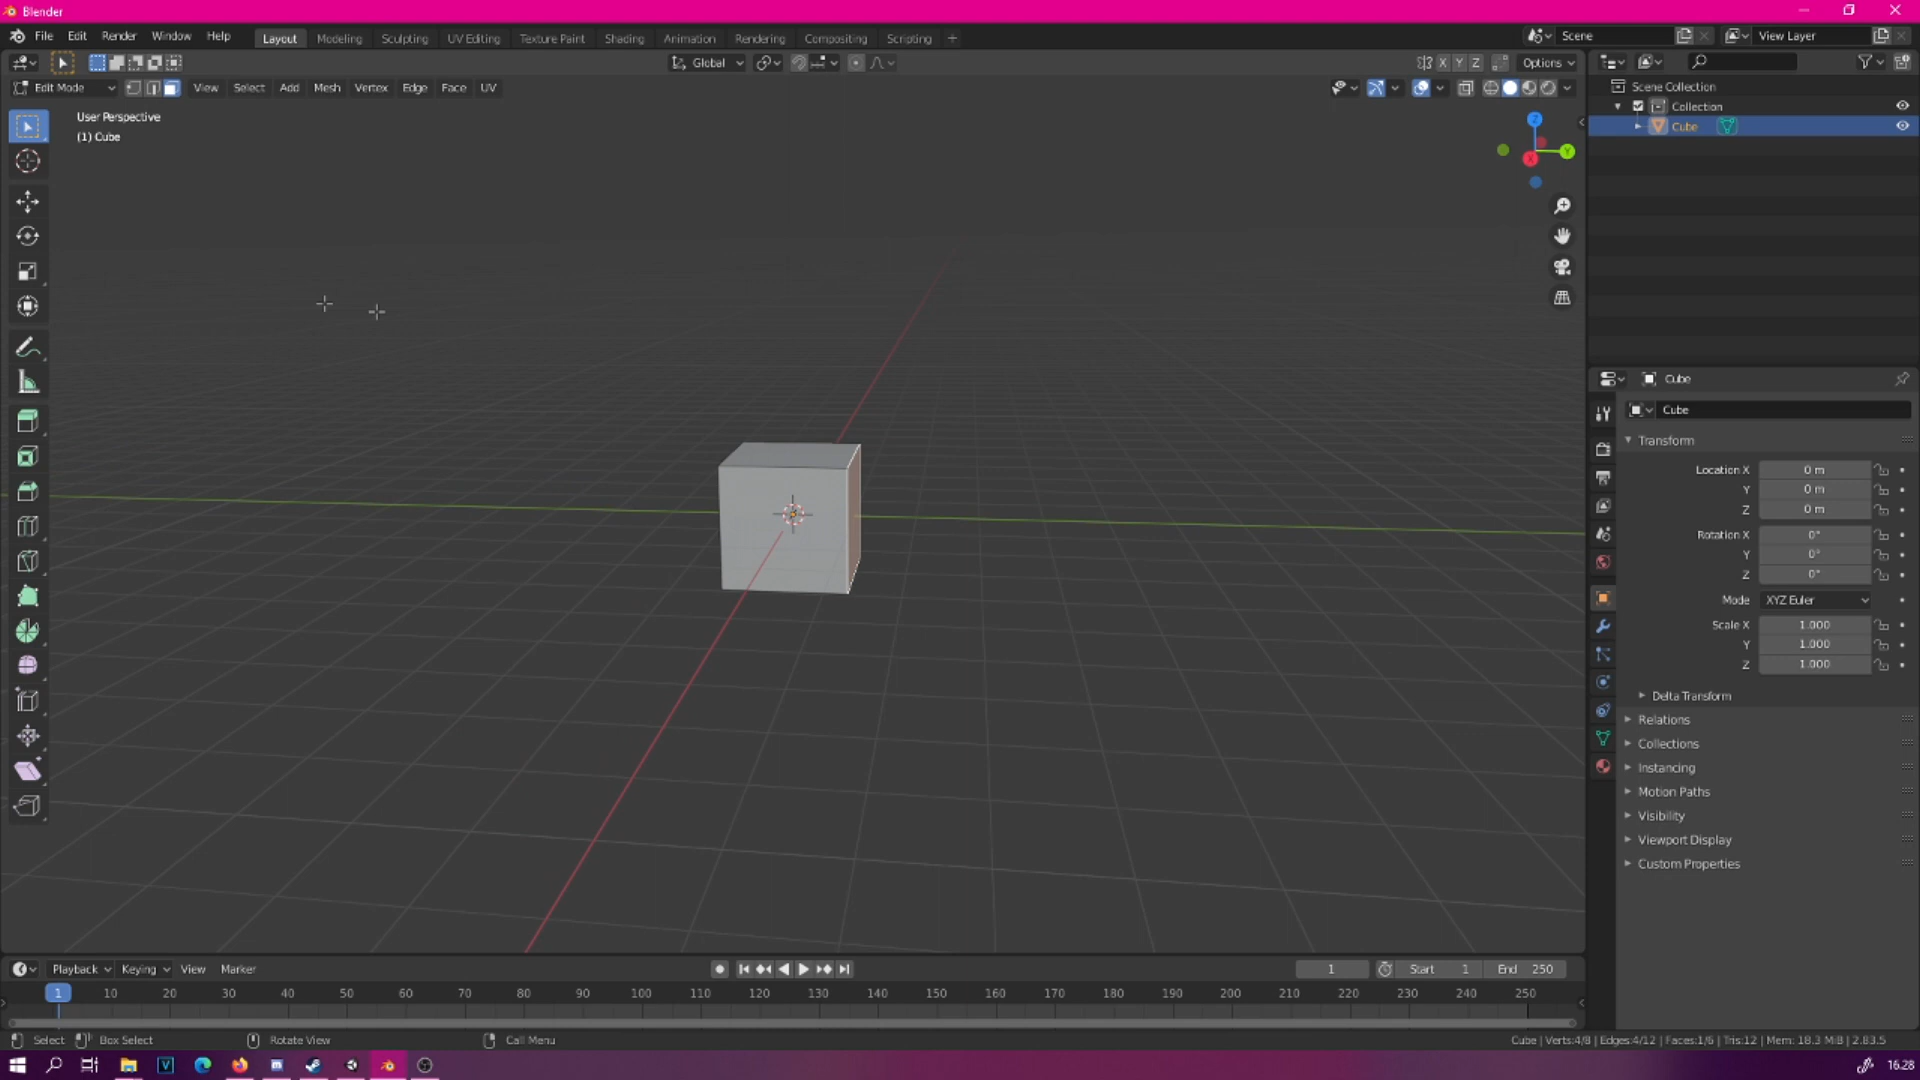 Blender
File Edit Render Window Help Layout Modeling Sculpting UV Editing Texture Paint Shading Animation Rendering Compositing Scripting + Scene View Layer
Global X Y Z Options
Edit Mode View Select Add Mesh Vertex Edge Face UV
User Perspective
(1) Cube
Z
Y
X
Scene Collection
Collection
Cube
Cube
Cube
Transform
Location X 0 m
Y 0 m
Z 0 m
Rotation X 0°
Y 0°
Z 0°
Mode XYZ Euler
Scale X 1.000
Y 1.000
Z 1.000
Delta Transform
Relations
Collections
Instancing
Motion Paths
Visibility
Viewport Display
Custom Properties
Playback Keying View Marker 1 Start 1 End 250
1 10 20 30 40 50 60 70 80 90 100 110 120 130 140 150 160 170 180 190 200 210 220 230 240 250
Select Box Select Rotate View Call Menu Cube | Verts:4/8 | Edges:4/12 | Faces:1/6 | Tris:12 | Mem: 18.3 MiB | 2.83.5
V 16.28